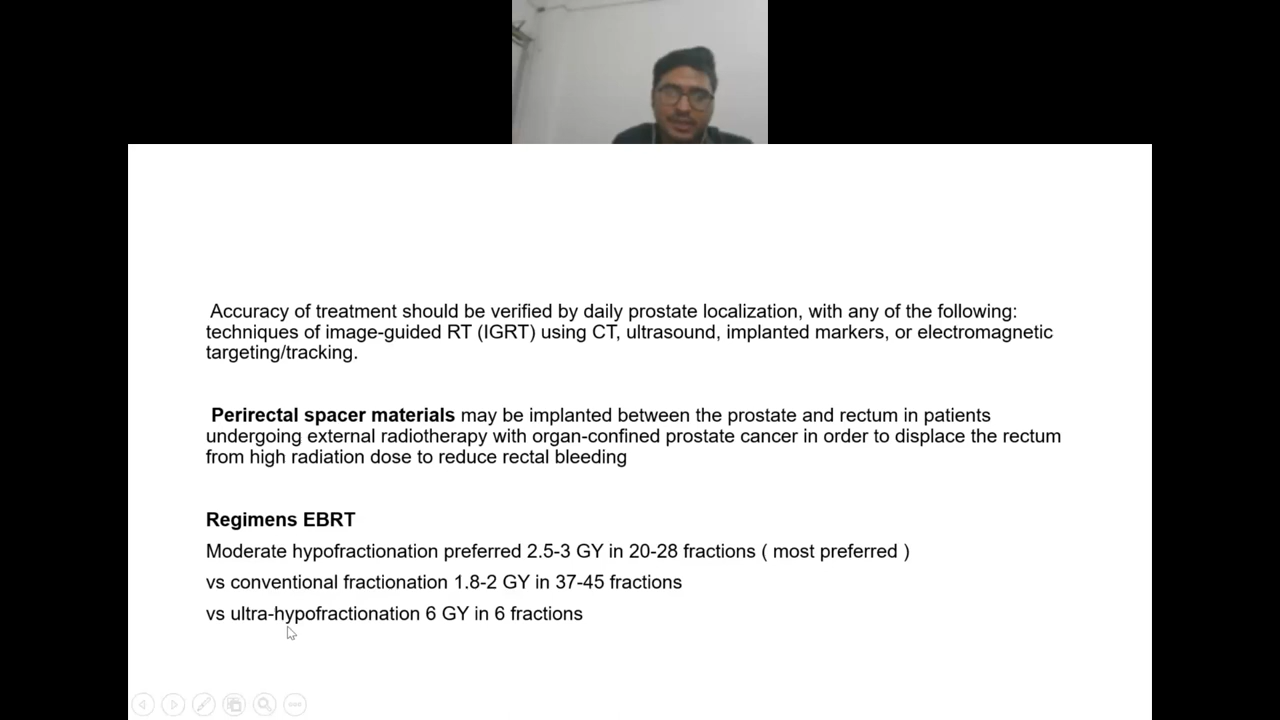 Accuracy of treatment should be verified by daily prostate localization, with any of the following:
techniques of image-guided RT (IGRT) using CT, ultrasound, implanted markers, or electromagnetic
targeting/tracking.
Perirectal spacer materials may be implanted between the prostate and rectum in patients
undergoing external radiotherapy with organ-confined prostate cancer in order to displace the rectum
from high radiation dose to reduce rectal bleeding
Regimens EBRT
Moderate hypofractionation preferred 2.5-3 GY in 20-28 fractions ( most preferred )
vs conventional fractionation 1.8-2 GY in 37-45 fractions
vs ultra-hypofractionation 6 GY in 6 fractions